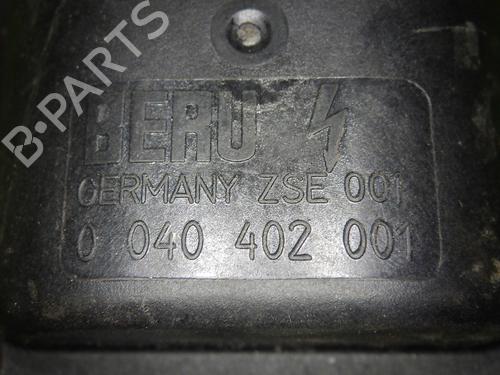 B-PARTS
BERU
GERMANY ZSE 001
0 040 402 001